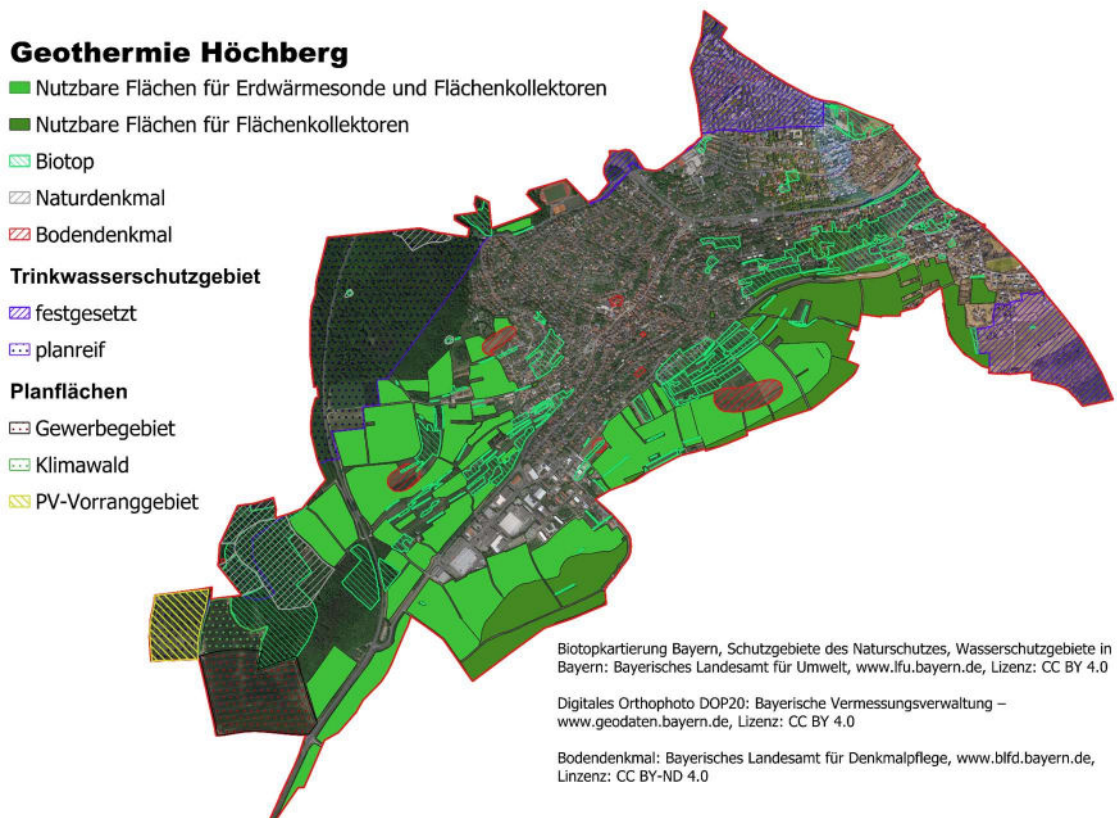 Geothermie Höchberg
Nutzbare Flächen für Erdwärmesonde und Flächenkollektoren
Nutzbare Flächen für Flächenkollektoren
Biotop
Naturdenkmal
Bodendenkmal
Trinkwasserschutzgebiet
festgesetzt
planreif
Planflächen
Gewerbegebiet
Klimawald
PV-Vorranggebiet
Biotopkartierung Bayern, Schutzgebiete des Naturschutzes, Wasserschutzgebiete in
Bayern: Bayerisches Landesamt für Umwelt, www.lfu.bayern.de, Lizenz: CC BY 4.0
Digitales Orthophoto DOP20: Bayerische Vermessungsverwaltung –
www.geodaten.bayern.de, Lizenz: CC BY 4.0
Bodendenkmal: Bayerisches Landesamt für Denkmalpflege, www.blfd.bayern.de,
Linzenz: CC BY-ND 4.0